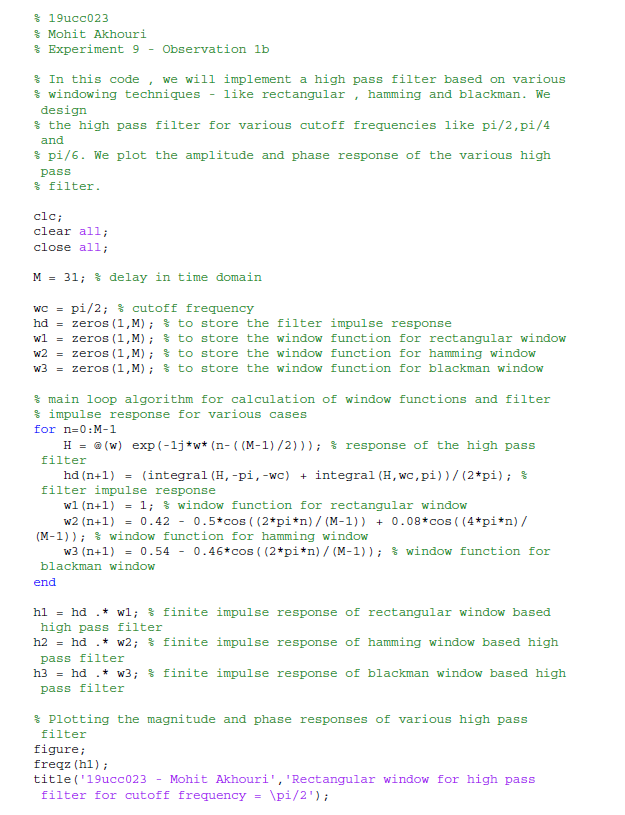 % 19ucc023
% Mohit Akhouri
% Experiment 9 - Observation 1b
% In this code , we will implement a high pass filter based on various
% windowing techniques - like rectangular , hamming and blackman. We
design
% the high pass filter for various cutoff frequencies like pi/2,pi/4
and
% pi/6. We plot the amplitude and phase response of the various high
pass
% filter.
clc;
clear all;
close all;
M = 31; % delay in time domain
wc = pi/2; % cutoff frequency
hd = zeros(1,M); % to store the filter impulse response
w1 = zeros(1,M); % to store the window function for rectangular window
w2 = zeros(1,M); % to store the window function for hamming window
w3 = zeros(1,M); % to store the window function for blackman window
% main loop algorithm for calculation of window functions and filter
% impulse response for various cases
for n=0:M-1
H = @(w) exp(-1j*w*(n-((M-1)/2))); % response of the high pass
filter
hd(n+1) = (integral(H,-pi,-wc) + integral(H,wc,pi))/(2*pi); %
filter impulse response
w1(n+1) = 1; % window function for rectangular window
w2(n+1) = 0.42 - 0.5*cos((2*pi*n)/(M-1)) + 0.08*cos((4*pi*n)/
(M-1)); % window function for hamming window
w3(n+1) = 0.54 - 0.46*cos((2*pi*n)/(M-1)); % window function for
blackman window
end
h1 = hd .* w1; % finite impulse response of rectangular window based
high pass filter
h2 = hd .* w2; % finite impulse response of hamming window based high
pass filter
h3 = hd .* w3; % finite impulse response of blackman window based high
pass filter
% Plotting the magnitude and phase responses of various high pass
filter
figure;
freqz(h1);
title('19ucc023 - Mohit Akhouri','Rectangular window for high pass
filter for cutoff frequency = \pi/2');